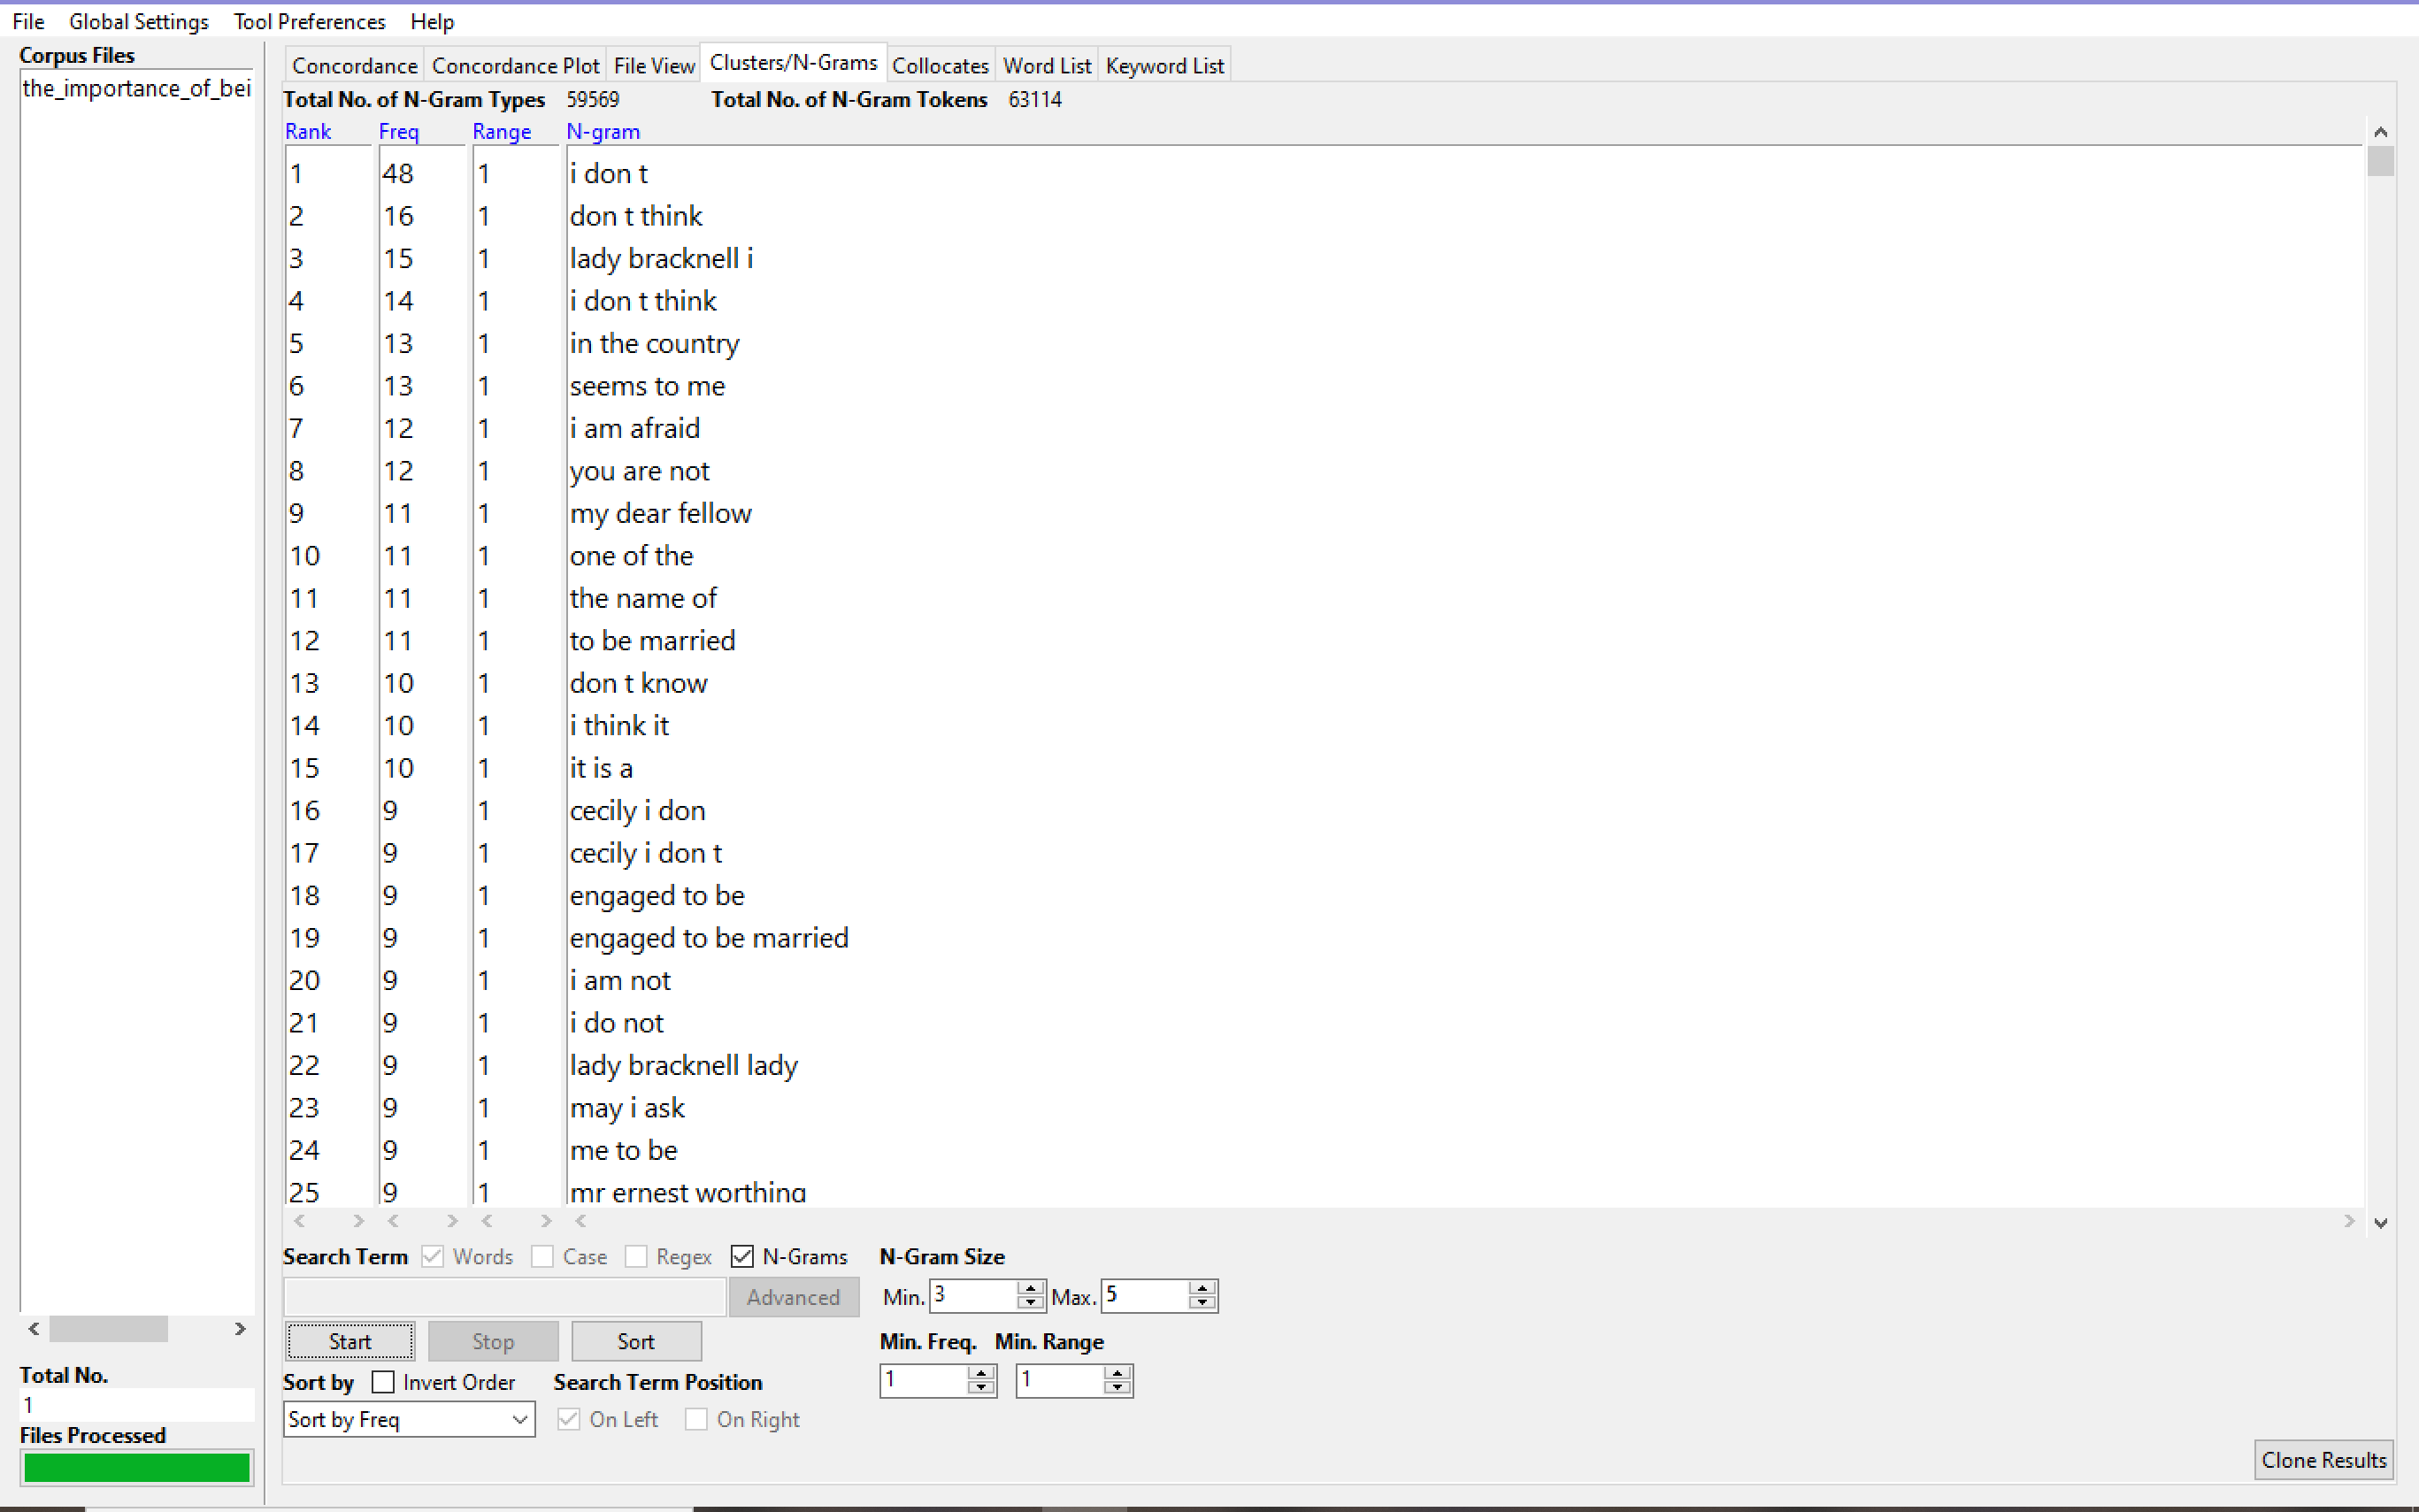 File Global Settings Tool Preferences Help
Corpus Files
the_importance_of_bei
Total No.
1
Files Processed
Concordance Concordance Plot File View Clusters/N-Grams Collocates Word List Keyword List
Total No. of N-Gram Types 59569 Total No. of N-Gram Tokens 63114
Rank Freq Range N-gram
1 48 1 i don t
2 16 1 don t think
3 15 1 lady bracknell i
4 14 1 i don t think
5 13 1 in the country
6 13 1 seems to me
7 12 1 i am afraid
8 12 1 you are not
9 11 1 my dear fellow
10 11 1 one of the
11 11 1 the name of
12 11 1 to be married
13 10 1 don t know
14 10 1 i think it
15 10 1 it is a
16 9 1 cecily i don
17 9 1 cecily i don t
18 9 1 engaged to be
19 9 1 engaged to be married
20 9 1 i am not
21 9 1 i do not
22 9 1 lady bracknell lady
23 9 1 may i ask
24 9 1 me to be
25 9 1 mr ernest worthing
Search Term Words Case Regex N-Grams N-Gram Size
Advanced Min. 3 Max. 5
Start Stop Sort Min. Freq. Min. Range
1 1
Sort by Invert Order Search Term Position
Sort by Freq On Left On Right
Clone Results